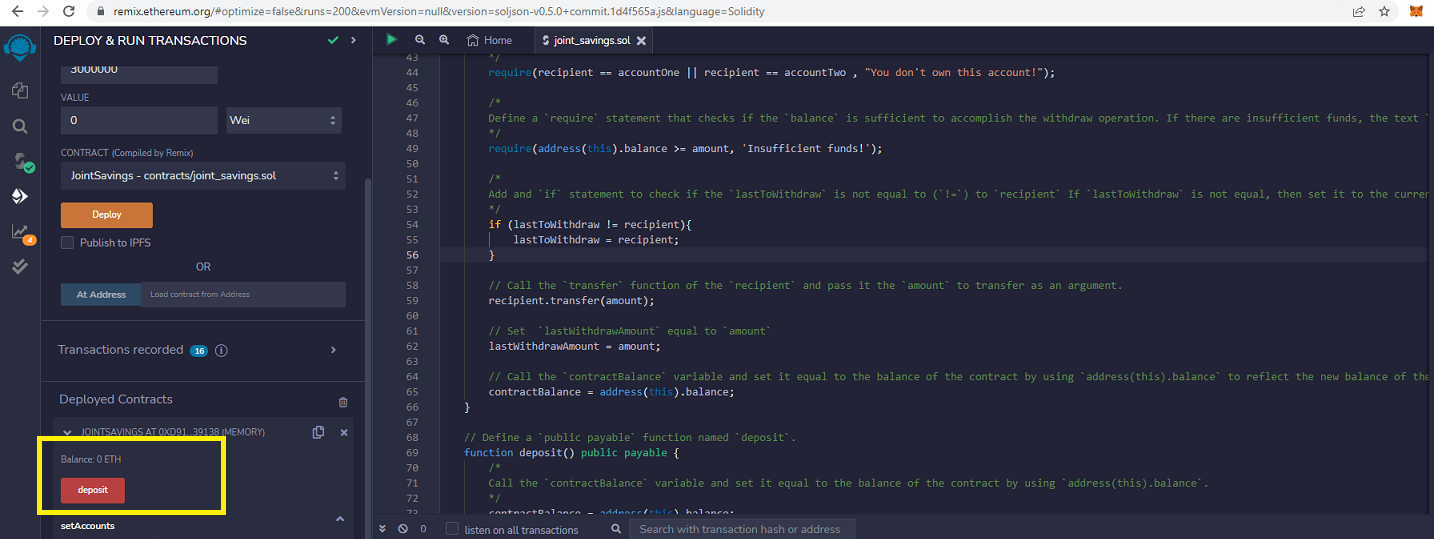 remix.ethereum.org/#optimize=false&runs=200&evmVersion=null&version=soljson-v0.5.0+commit.1d4f565a.js&language=Solidity
DEPLOY & RUN TRANSACTIONS
3000000
VALUE
0
Wei
CONTRACT (Compiled by Remix)
JointSavings - contracts/joint_savings.sol
Deploy
Publish to IPFS
OR
At Address
Load contract from Address
Transactions recorded 16
Deployed Contracts
JOINTSAVINGS AT 0XD91...39138 (MEMORY)
Balance: 0 ETH
deposit
setAccounts
4
Home
joint_savings.sol
43 */
44 require(recipient == accountOne || recipient == accountTwo , "You don't own this account!");
45
46 /*
47 Define a `require` statement that checks if the `balance` is sufficient to accomplish the withdraw operation. If there are insufficient funds, the text `
48 */
49 require(address(this).balance >= amount, 'Insufficient funds!');
50
51 /*
52 Add and `if` statement to check if the `lastToWithdraw` is not equal to (`!=`) to `recipient` If `lastToWithdraw` is not equal, then set it to the curren
53 */
54 if (lastToWithdraw != recipient){
55 lastToWithdraw = recipient;
56 }
57
58 // Call the `transfer` function of the `recipient` and pass it the `amount` to transfer as an argument.
59 recipient.transfer(amount);
60
61 // Set  `lastWithdrawAmount` equal to `amount`
62 lastWithdrawAmount = amount;
63
64 // Call the `contractBalance` variable and set it equal to the balance of the contract by using `address(this).balance` to reflect the new balance of the
65 contractBalance = address(this).balance;
66 }
67
68 // Define a `public payable` function named `deposit`.
69 function deposit() public payable {
70 /*
71 Call the `contractBalance` variable and set it equal to the balance of the contract by using `address(this).balance`.
72 */
73 contractBalance = address(this).balance;
0
listen on all transactions
Search with transaction hash or address